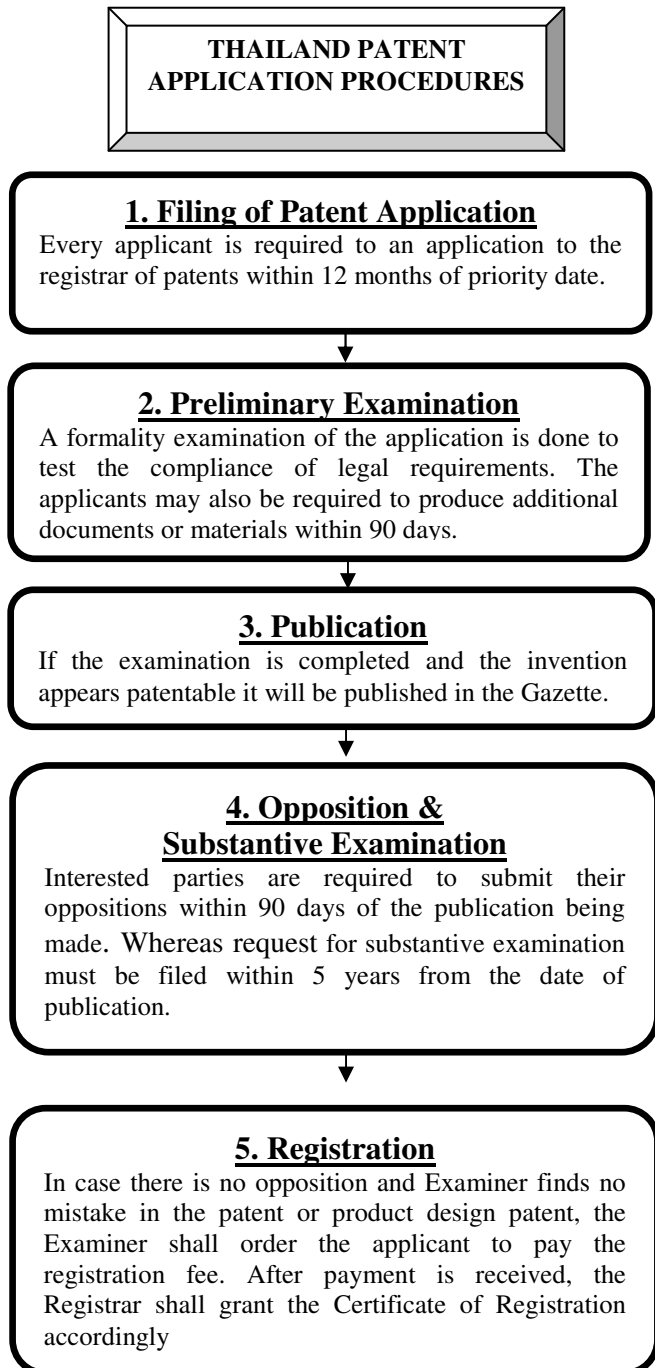 THAILAND PATENT
APPLICATION PROCEDURES
1. Filing of Patent Application
Every applicant is required to an application to the
registrar of patents within 12 months of priority date.
2. Preliminary Examination
A formality examination of the application is done to
test the compliance of legal requirements. The
applicants may also be required to produce additional
documents or materials within 90 days.
3. Publication
If the examination is completed and the invention
appears patentable it will be published in the Gazette.
4. Opposition &
Substantive Examination
Interested parties are required to submit their
oppositions within 90 days of the publication being
made. Whereas request for substantive examination
must be filed within 5 years from the date of
publication.
5. Registration
In case there is no opposition and Examiner finds no
mistake in the patent or product design patent, the
Examiner shall order the applicant to pay the
registration fee. After payment is received, the
Registrar shall grant the Certificate of Registration
accordingly